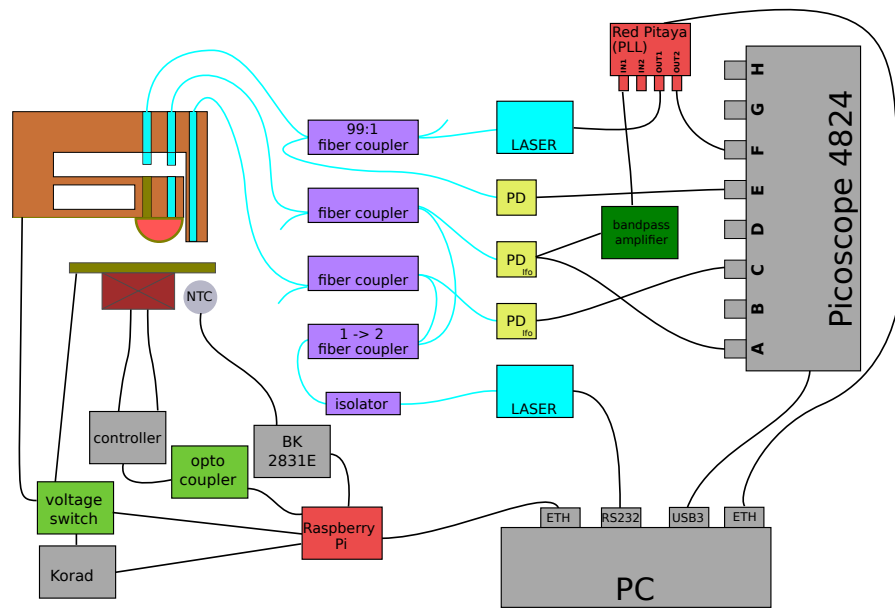 Red Pitaya
(PLL)
IN1
IN2
OUT1
OUT2
H
G
F
E
D
C
B
A
Picoscope 4824
99:1
fiber coupler
LASER
PD
fiber coupler
bandpass
amplifier
PD
Ifo
fiber coupler
PD
Ifo
NTC
1 -> 2
fiber coupler
isolator
LASER
controller
BK
2831E
opto
coupler
voltage
switch
Raspberry
Pi
Korad
ETH
RS232
USB3
ETH
PC